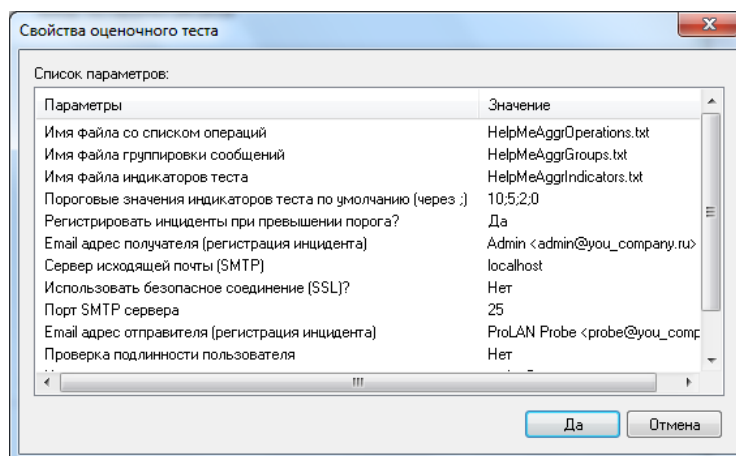 Свойства оценочного теста
Список параметров:
Параметры Значение
Имя файла со списком операций HelpMeAggrOperations.txt
Имя файла группировки сообщений HelpMeAggrGroups.txt
Имя файла индикаторов теста HelpMeAggrIndicators.txt
Пороговые значения индикаторов теста по умолчанию (через ;) 10;5;2;0
Регистрировать инциденты при превышении порога? Да
Email адрес получателя (регистрация инцидента) Admin <admin@you_company.ru>
Сервер исходящей почты (SMTP) localhost
Использовать безопасное соединение (SSL)? Нет
Порт SMTP сервера 25
Email адрес отправителя (регистрация инцидента) ProLAN Probe <probe@you_comp
Проверка подлинности пользователя Нет
Да Отмена